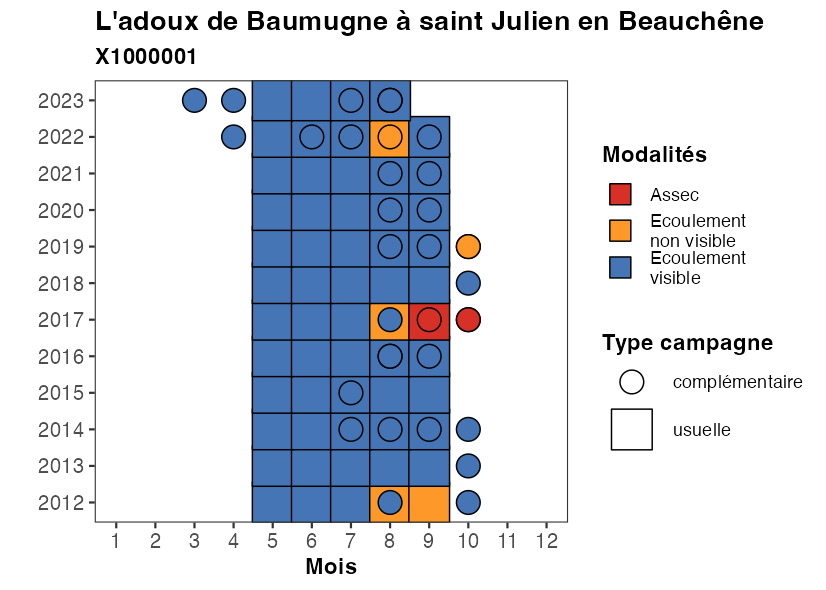 L'adoux de Baumugne à saint Julien en Beauchêne
X1000001
2023
2022
2021
2020
2019
2018
2017
2016
2015
2014
2013
2012
1 2 3 4 5 6 7 8 9 10 11 12
Mois
Modalités
Assec
Ecoulement
non visible
Ecoulement
visible
Type campagne
complémentaire
usuelle